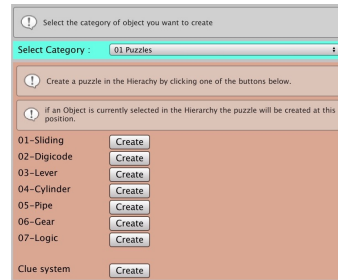 Select the category of object you want to create
Select Category : 01 Puzzles
Create a puzzle in the Hierachy by clicking one of the buttons below.
if an Object is currently selected in the Hierarchy the puzzle will be created at this
position.
01-Sliding Create
02-Digicode Create
03-Lever Create
04-Cylinder Create
05-Pipe Create
06-Gear Create
07-Logic Create
Clue system Create